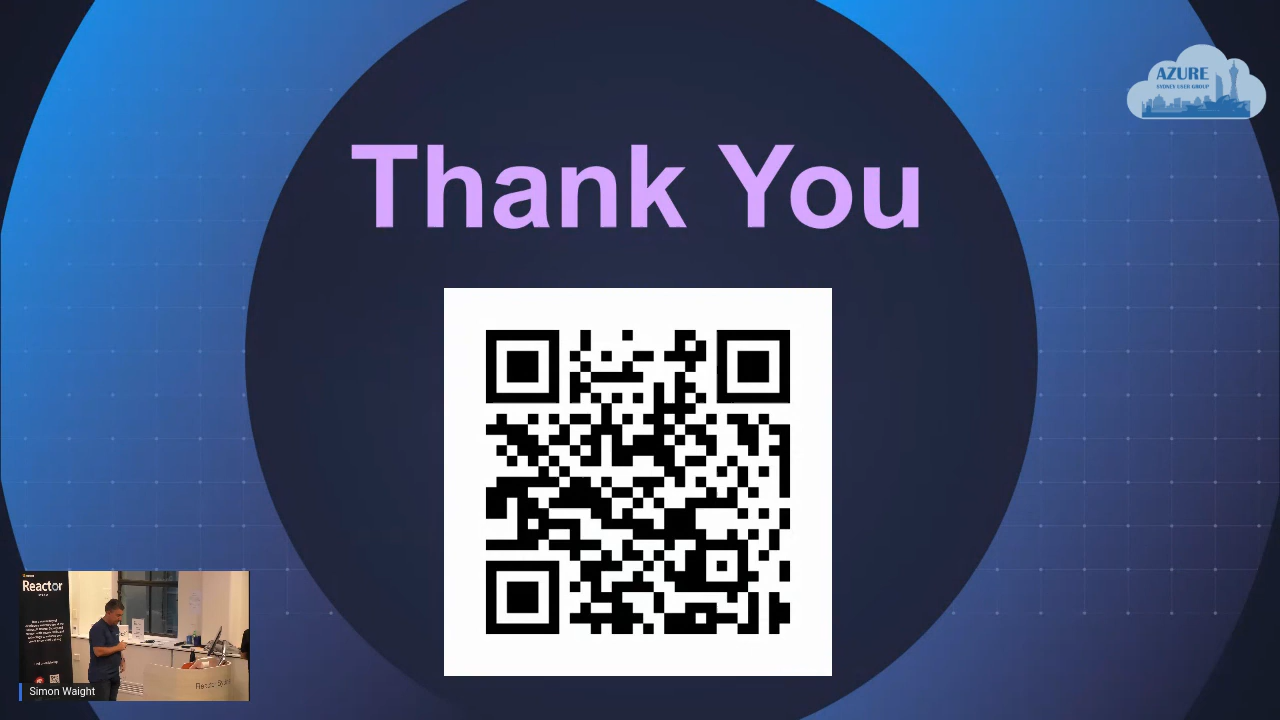 AZURE
SYDNEY USER GROUP
Thank You
Reactor
Simon Waight